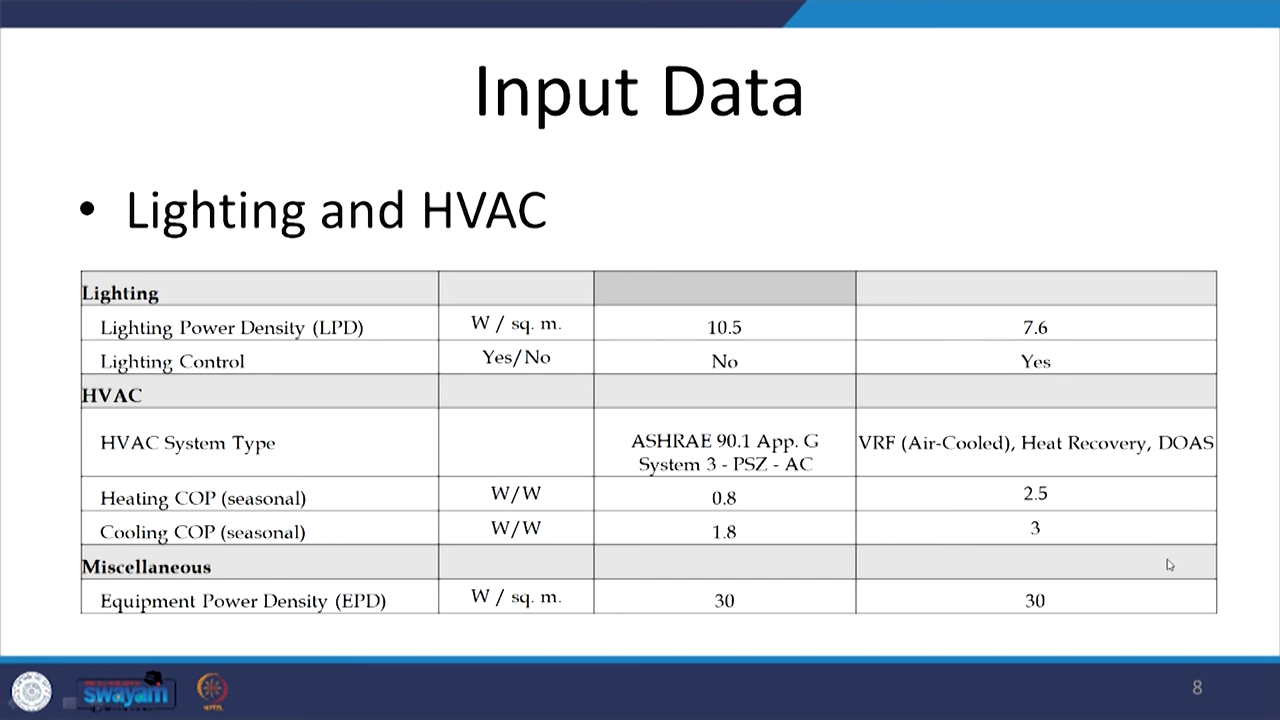 Input Data
• Lighting and HVAC
Lighting
Lighting Power Density (LPD) W / sq. m. 10.5 7.6
Lighting Control Yes/No No Yes
HVAC
HVAC System Type ASHRAE 90.1 App. G System 3 - PSZ - AC VRF (Air-Cooled), Heat Recovery, DOAS
Heating COP (seasonal) W/W 0.8 2.5
Cooling COP (seasonal) W/W 1.8 3
Miscellaneous
Equipment Power Density (EPD) W / sq. m. 30 30
swayam
8